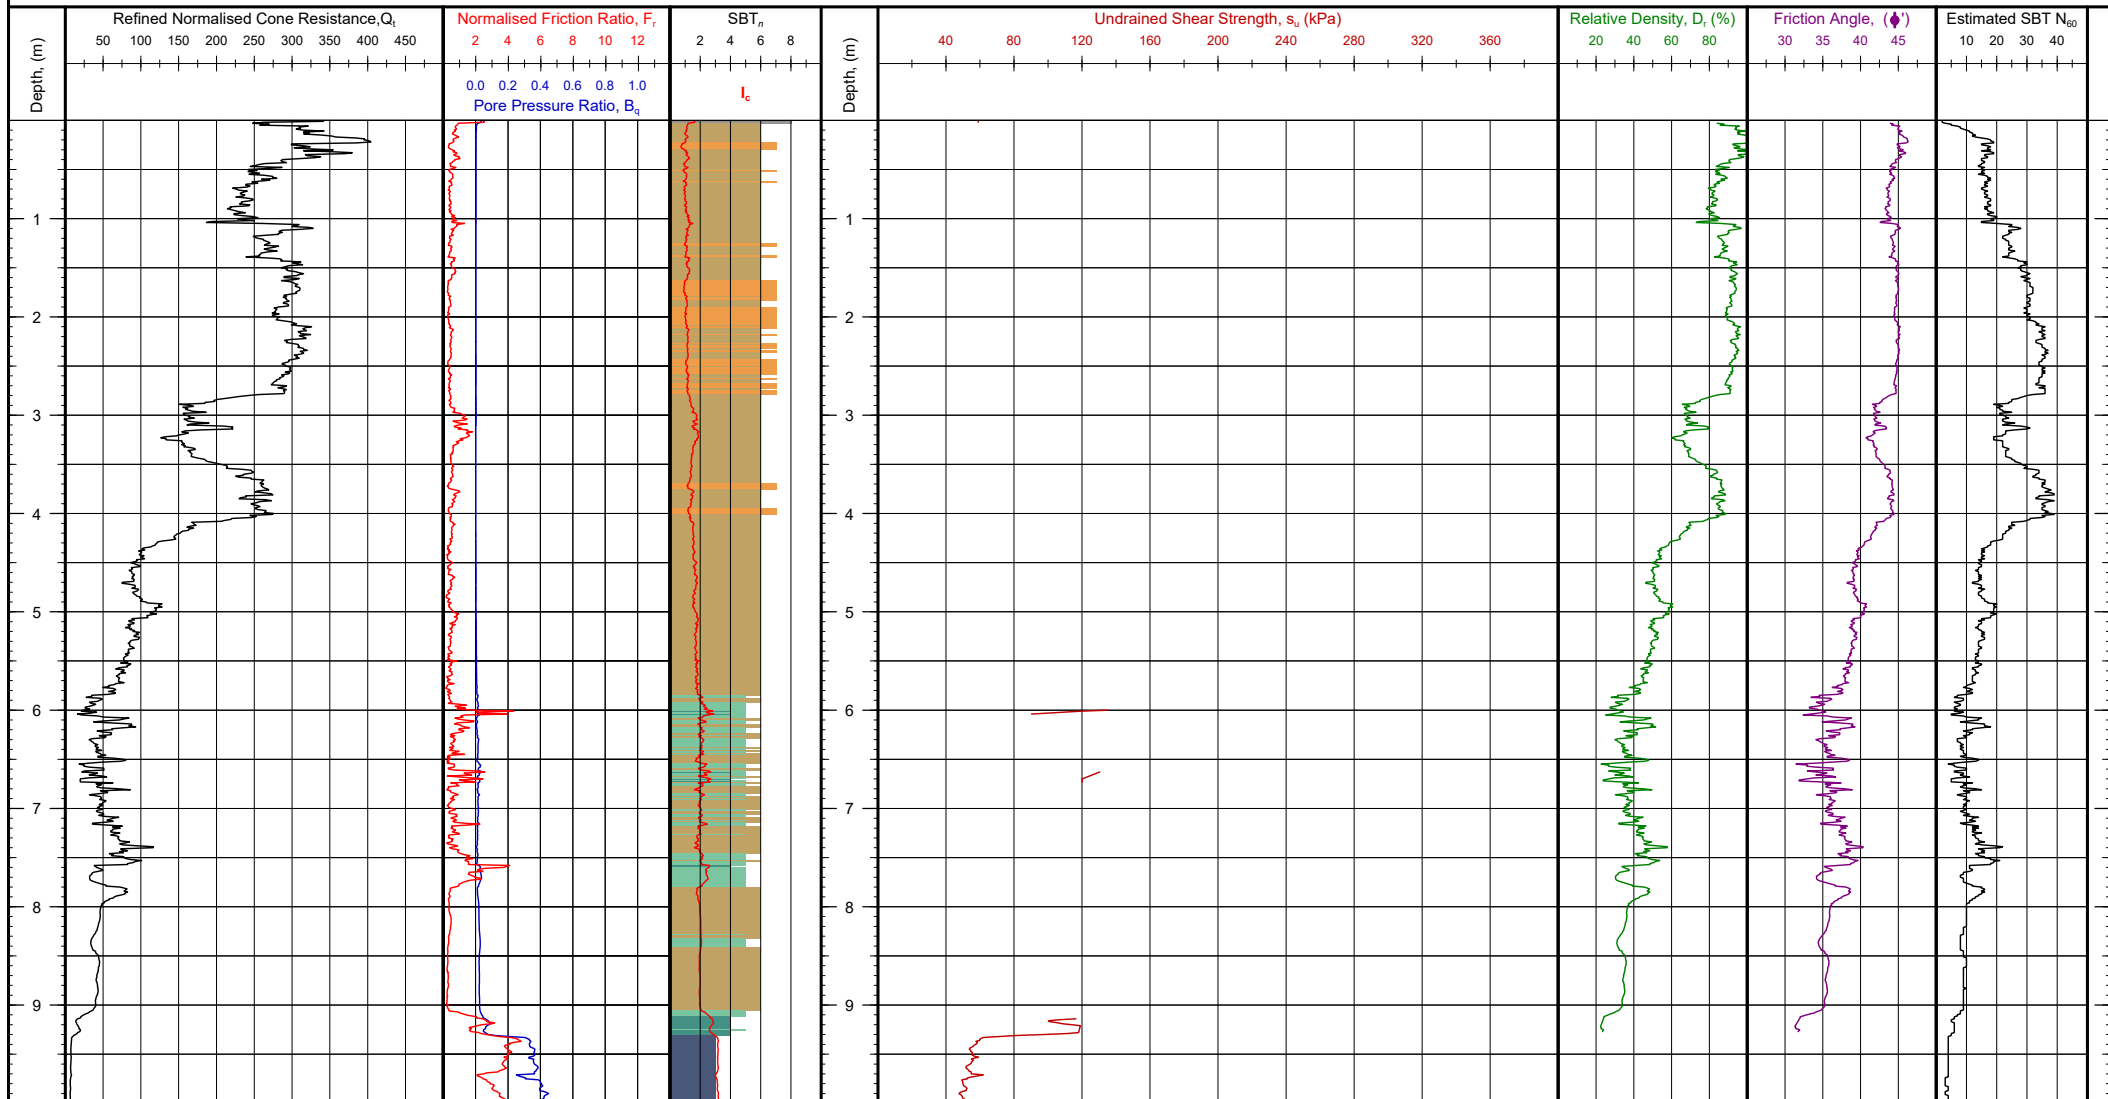 Refined Normalised Cone Resistance,Qt
Normalised Friction Ratio, Fr
SBTn
Undrained Shear Strength, su (kPa)
Relative Density, Dr (%)
Friction Angle, (ϕ')
Estimated SBT N60
50 100 150 200 250 300 350 400 450
2 4 6 8 10 12
2 4 6 8
40 80 120 160 200 240 280 320 360
20 40 60 80
30 35 40 45
10 20 30 40
Depth, (m)
0.0 0.2 0.4 0.6 0.8 1.0
Pore Pressure Ratio, Bq
Ic
Depth, (m)
1 1
2 2
3 3
4 4
5 5
6 6
7 7
8 8
9 9